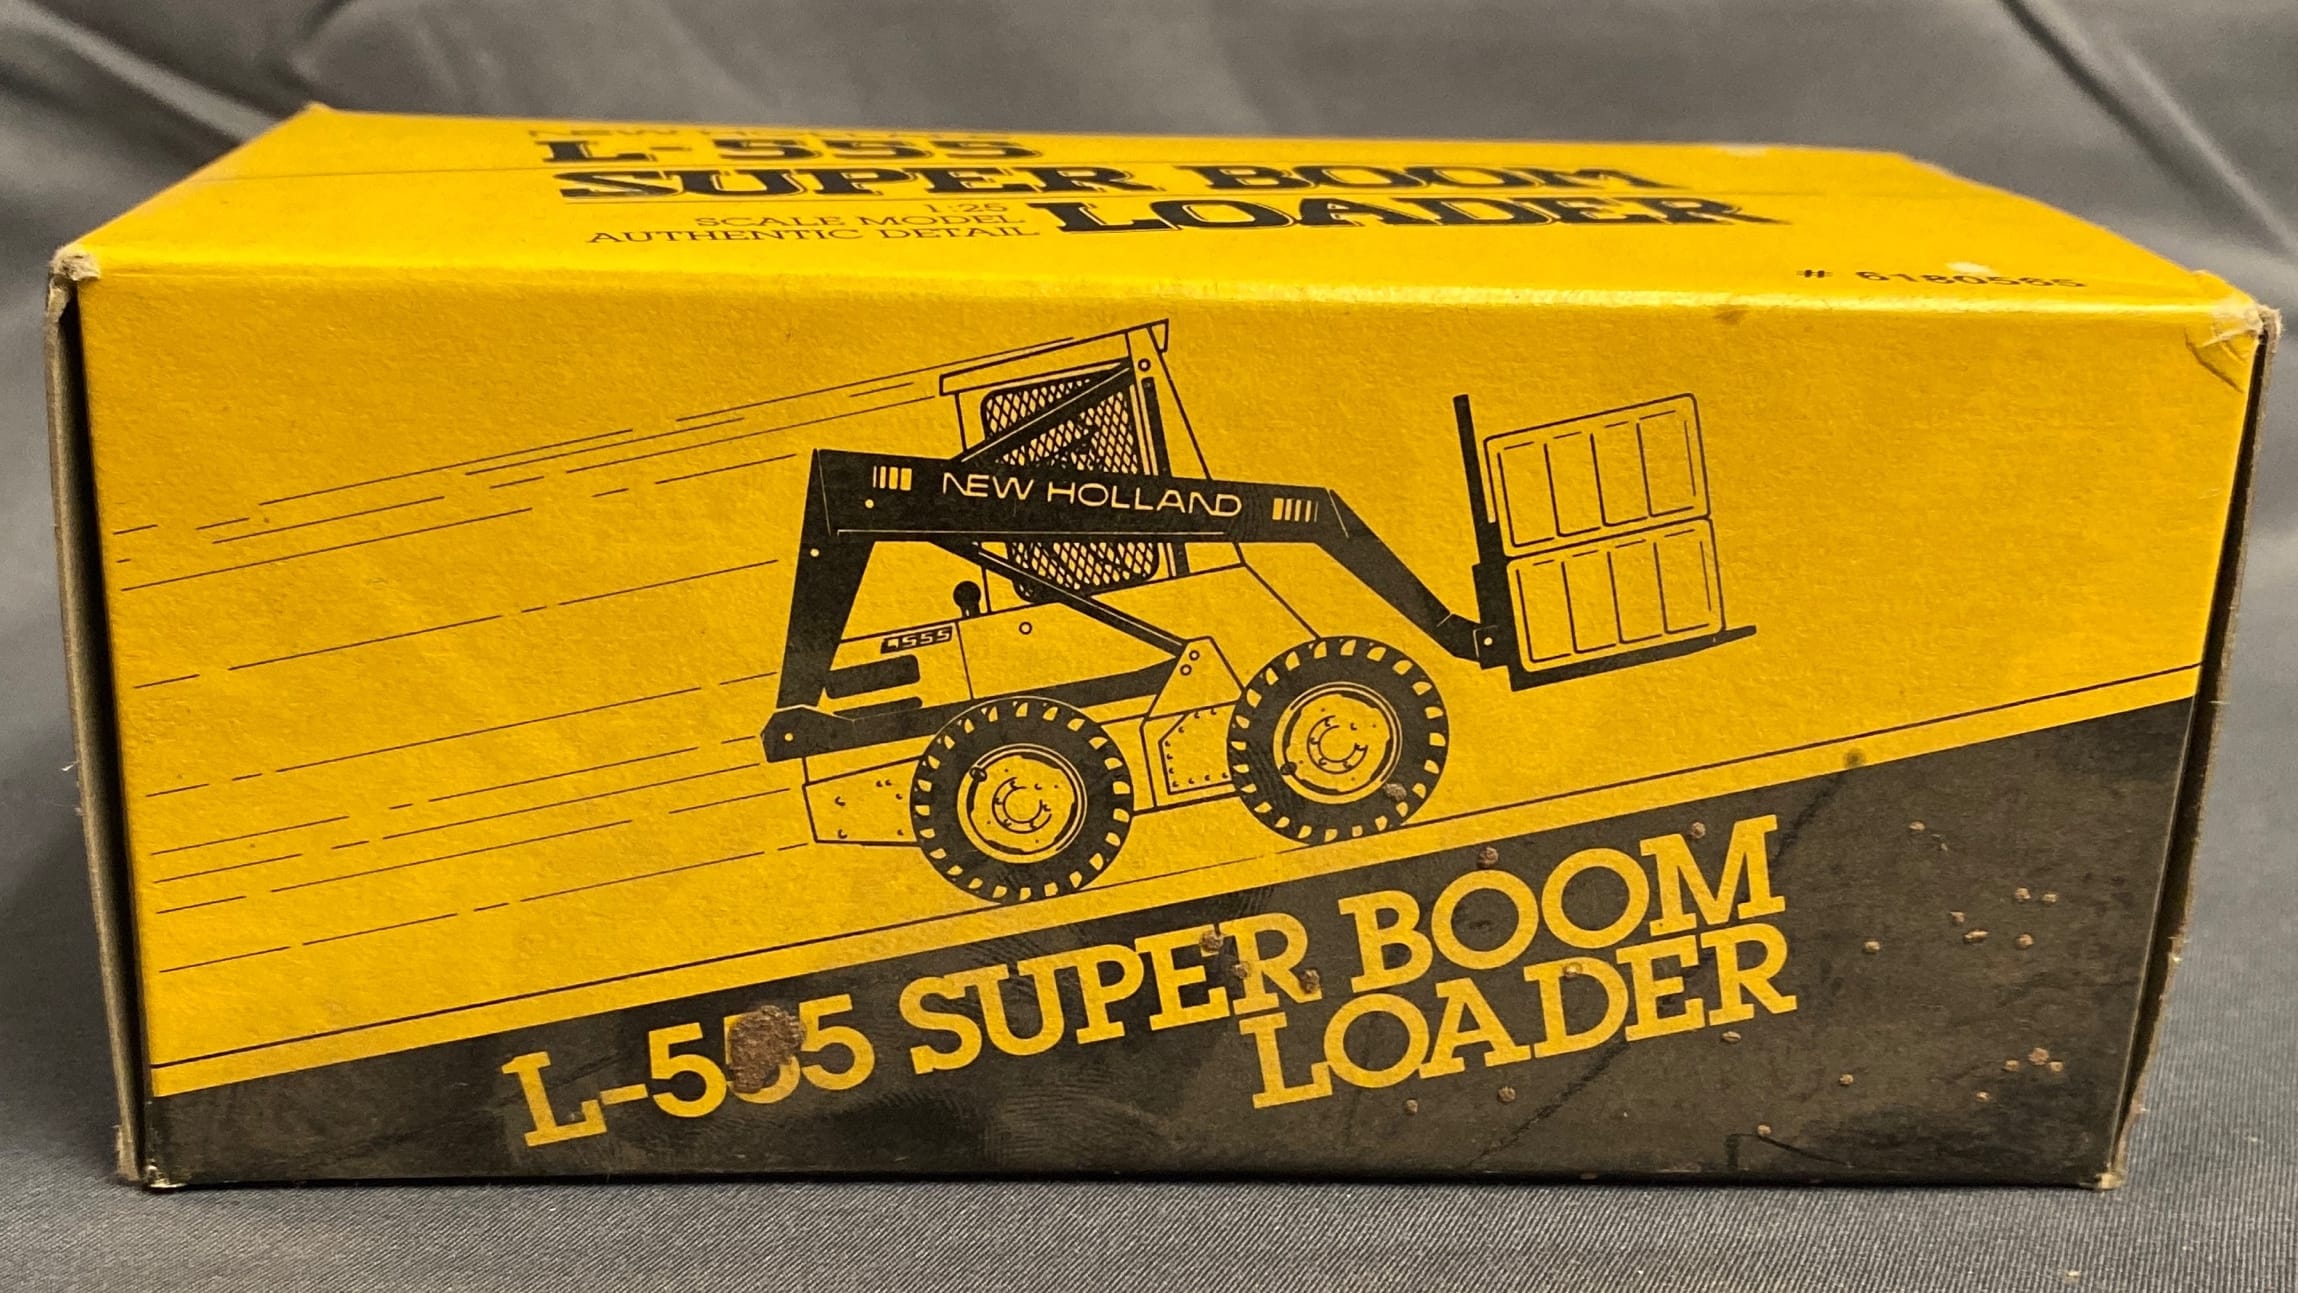 NEW HOLLAND
L-555
SUPER BOOM
1:25
SCALE MODEL
AUTHENTIC DETAIL
LOADER
# 6180585
NEW HOLLAND
L555
L-555 SUPER BOOM
LOADER